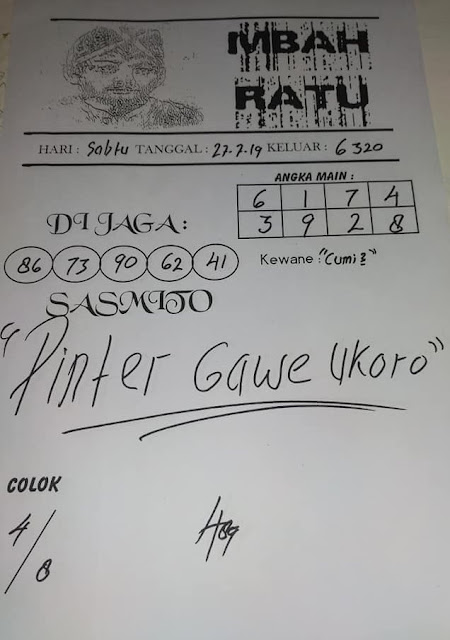 MBAH
RATU
HARI : Sabtu TANGGAL : 27-7-19 KELUAR : 6320
ANGKA MAIN :
6 1 7 4
3 9 2 8
DI JAGA :
86 73 90 62 41
Kewane : "Cumi2"
SASMITO
"Pinter Gawe Ukoro"
COLOK
4/8